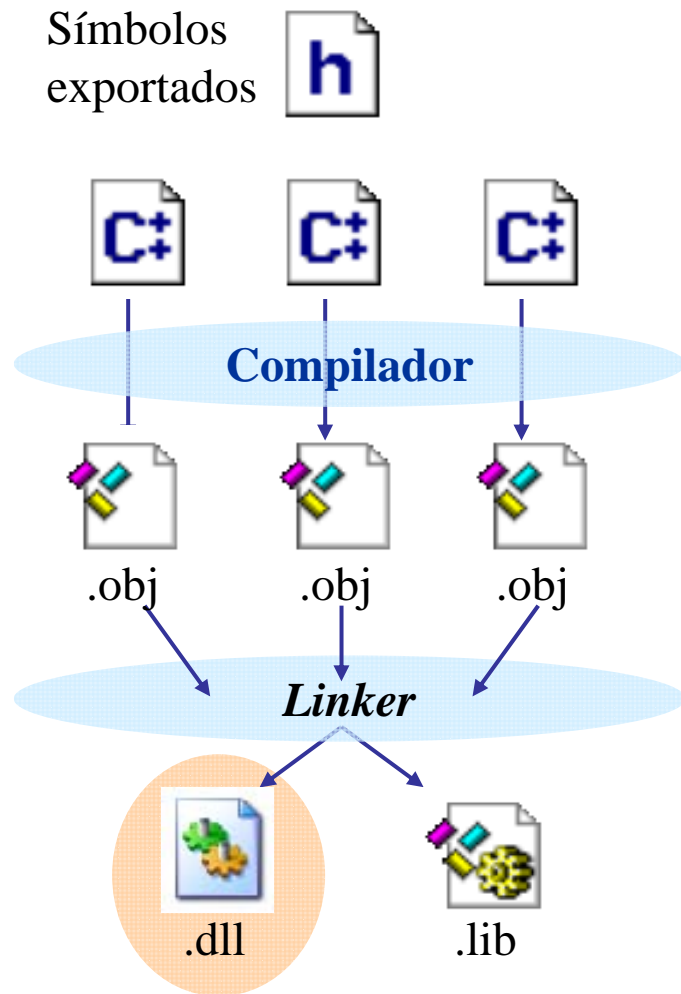 Símbolos
exportados
h
C++ C++ C++
Compilador
.obj .obj .obj
Linker
.dll .lib